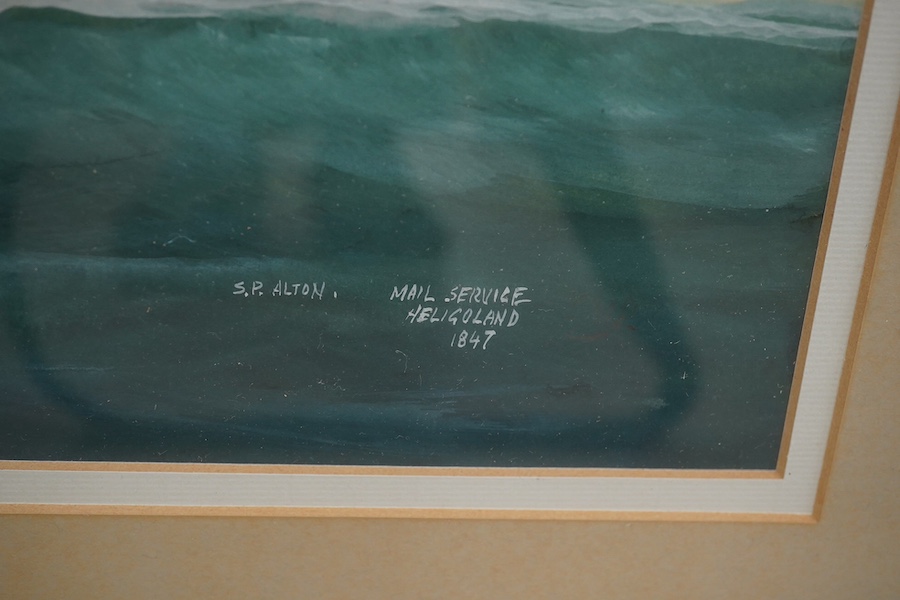 S.P. ALTON.
MAIL SERVICE
HELIGOLAND
1847